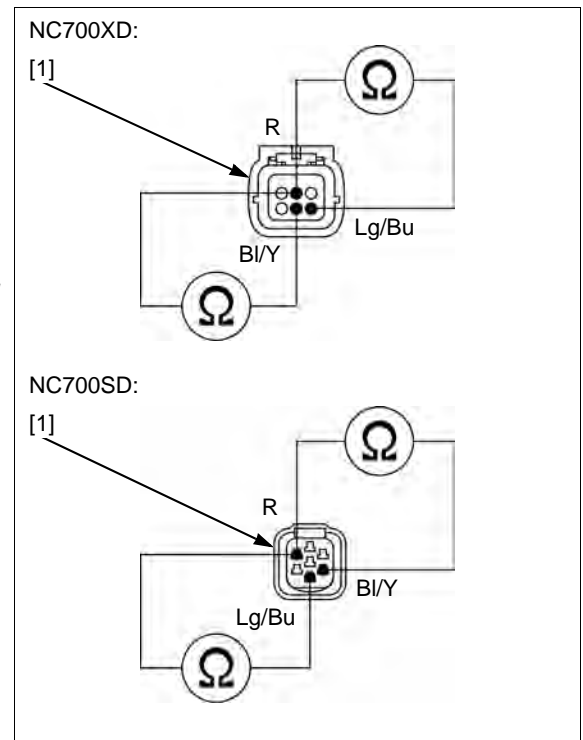 NC700XD:
[1]
Ω
R
Lg/Bu
Bl/Y
Ω
NC700SD:
[1]
Ω
R
Bl/Y
Lg/Bu
Ω